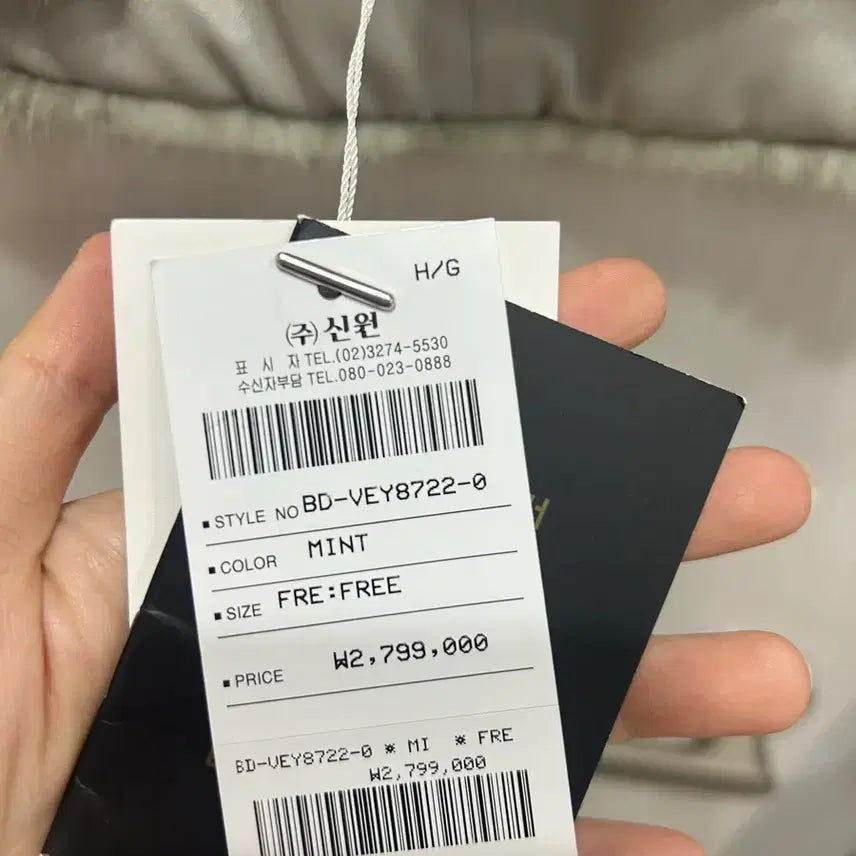 H/G
(주)신원
표 시 자 TEL.(02)3274-5530
수신자부담 TEL.080-023-0888
■ STYLE NO BD-VEY8722-0
■ COLOR MINT
■ SIZE FRE:FREE
■ PRICE ₩2,799,000
BD-VEY8722-0 ※ MI ※ FRE
₩2,799,000